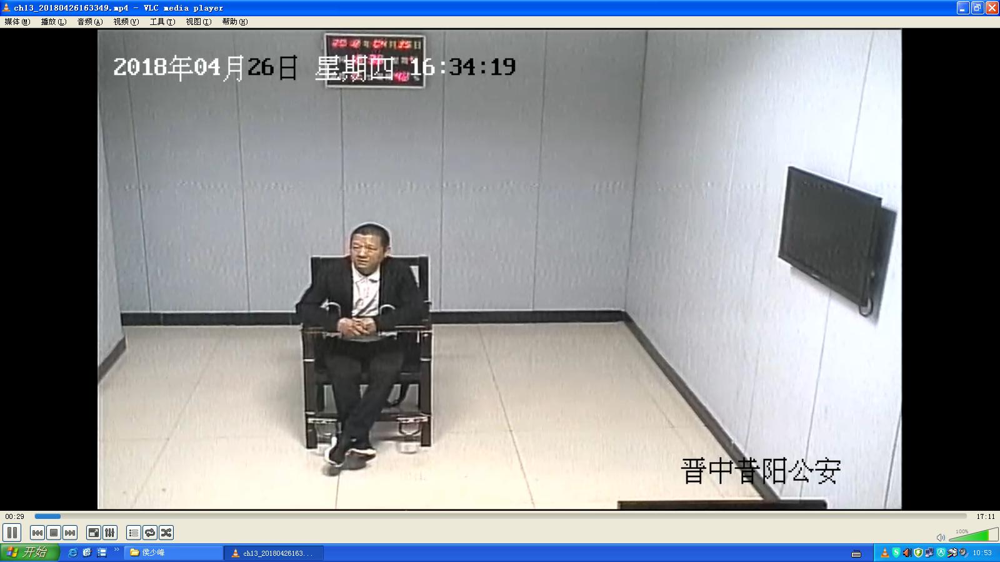 ch13_20180426163349.mp4 - VLC media player
媒体(M) 播放(L) 音频(A) 视频(V) 工具(T) 视图(I) 帮助(H)
2018年04月26日 星期四 16:34:19
晋中昔阳公安
00:29
17:11
100%
开始
侯少峰
ch13_20180426163...
10:53